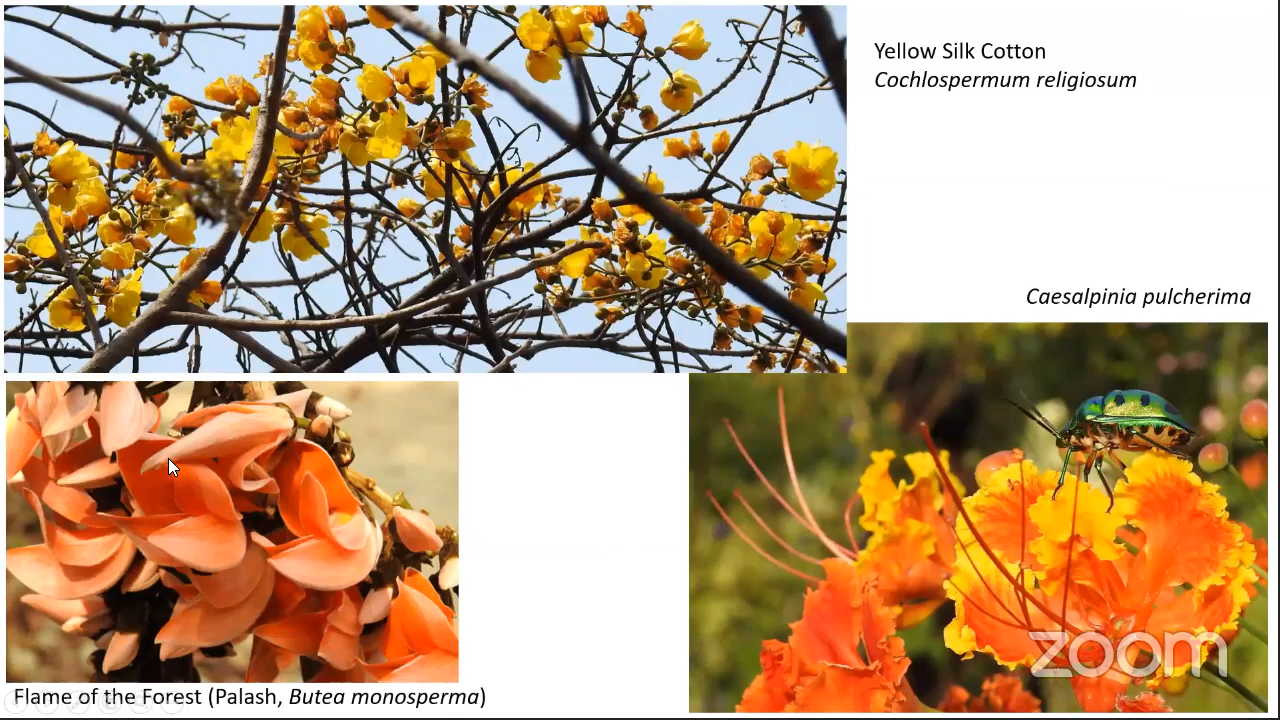 Yellow Silk Cotton
Cochlospermum religiosum
Caesalpinia pulcherima
zoom
Flame of the Forest (Palash, Butea monosperma)